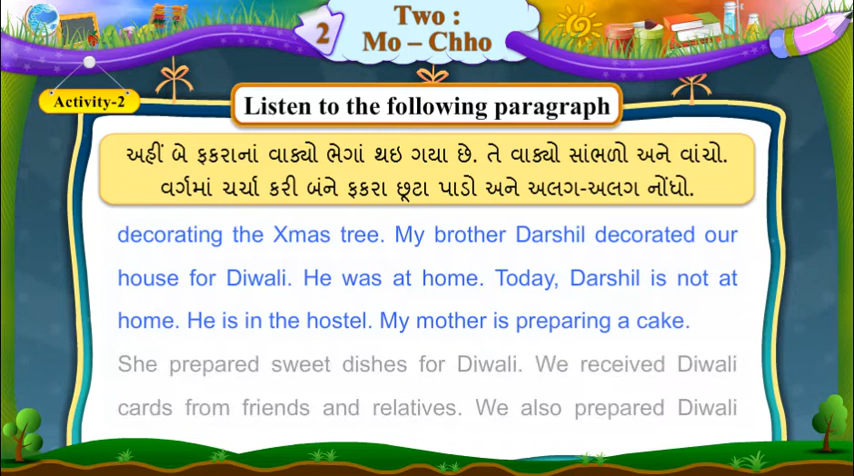 2
Two :
Mo – Chho
Activity-2
Listen to the following paragraph
અહીં બે ફકરાનાં વાક્યો ભેગાં થઇ ગયા છે. તે વાક્યો સાંભળો અને વાંચો.
વર્ગમાં ચર્ચા કરી બંને ફકરા છૂટા પાડો અને અલગ-અલગ નોંધો.
decorating the Xmas tree. My brother Darshil decorated our
house for Diwali. He was at home. Today, Darshil is not at
home. He is in the hostel. My mother is preparing a cake.
She prepared sweet dishes for Diwali. We received Diwali
cards from friends and relatives. We also prepared Diwali